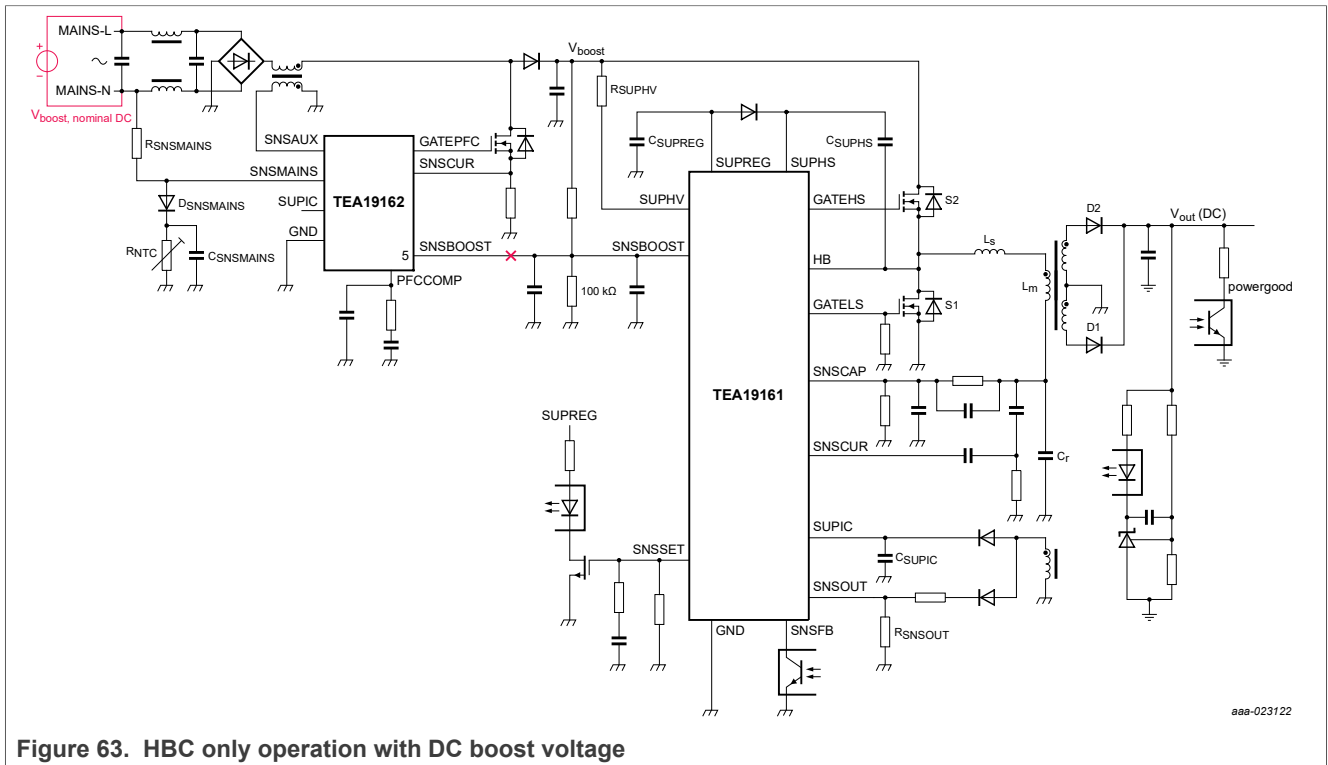 MAINS-L
MAINS-N
Vboost, nominal DC
RSNSMAINS
SNSAUX
SNSMAINS
DSNSMAINS
SUPIC
GND
RNTC
CSNSMAINS
TEA19162
GATEPFC
SNSCUR
5
SNSBOOST
PFCCOMP
Vboost
RSUPHV
CSUPREG
CSUPHS
SUPREG
SUPHS
SUPHV
SNSBOOST
100 kΩ
GATEHS
S2
HB
GATELS
S1
Ls
Lm
D2
D1
Vout (DC)
powergood
TEA19161
SNSCAP
SNSCUR
Cr
SUPREG
SNSSET
SUPIC
CSUPIC
SNSOUT
RSNSOUT
GND
SNSFB
aaa-023122
Figure 63. HBC only operation with DC boost voltage